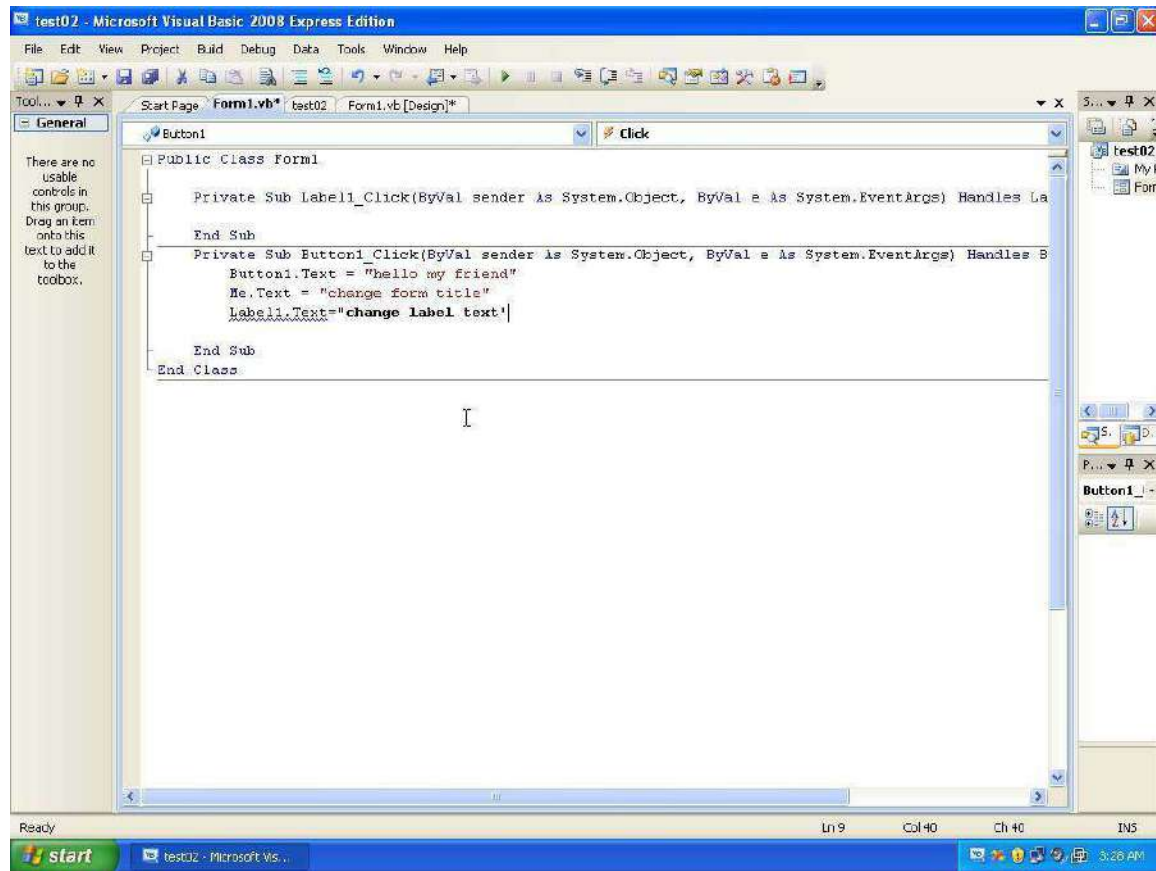 test02 - Microsoft Visual Basic 2008 Express Edition
File Edit View Project Build Debug Data Tools Window Help
Tool...
Start Page Form1.vb* test02 Form1.vb [Design]*
S...
General
Button1
Click
There are no
usable
controls in
this group.
Drag an item
onto this
text to add it
to the
toolbox.
Public Class Form1
Private Sub Label1_Click(ByVal sender As System.Object, ByVal e As System.EventArgs) Handles La
End Sub
Private Sub Button1_Click(ByVal sender As System.Object, ByVal e As System.EventArgs) Handles B
Button1.Text = "hello my friend"
Me.Text = "change form title"
Label1.Text="change label text'
End Sub
End Class
test02
My
Forr
S. D.
P...
Button1_
Ready
Ln 9 Col 40 Ch 40 INS
start
test02 - Microsoft Vis...
3:28 AM